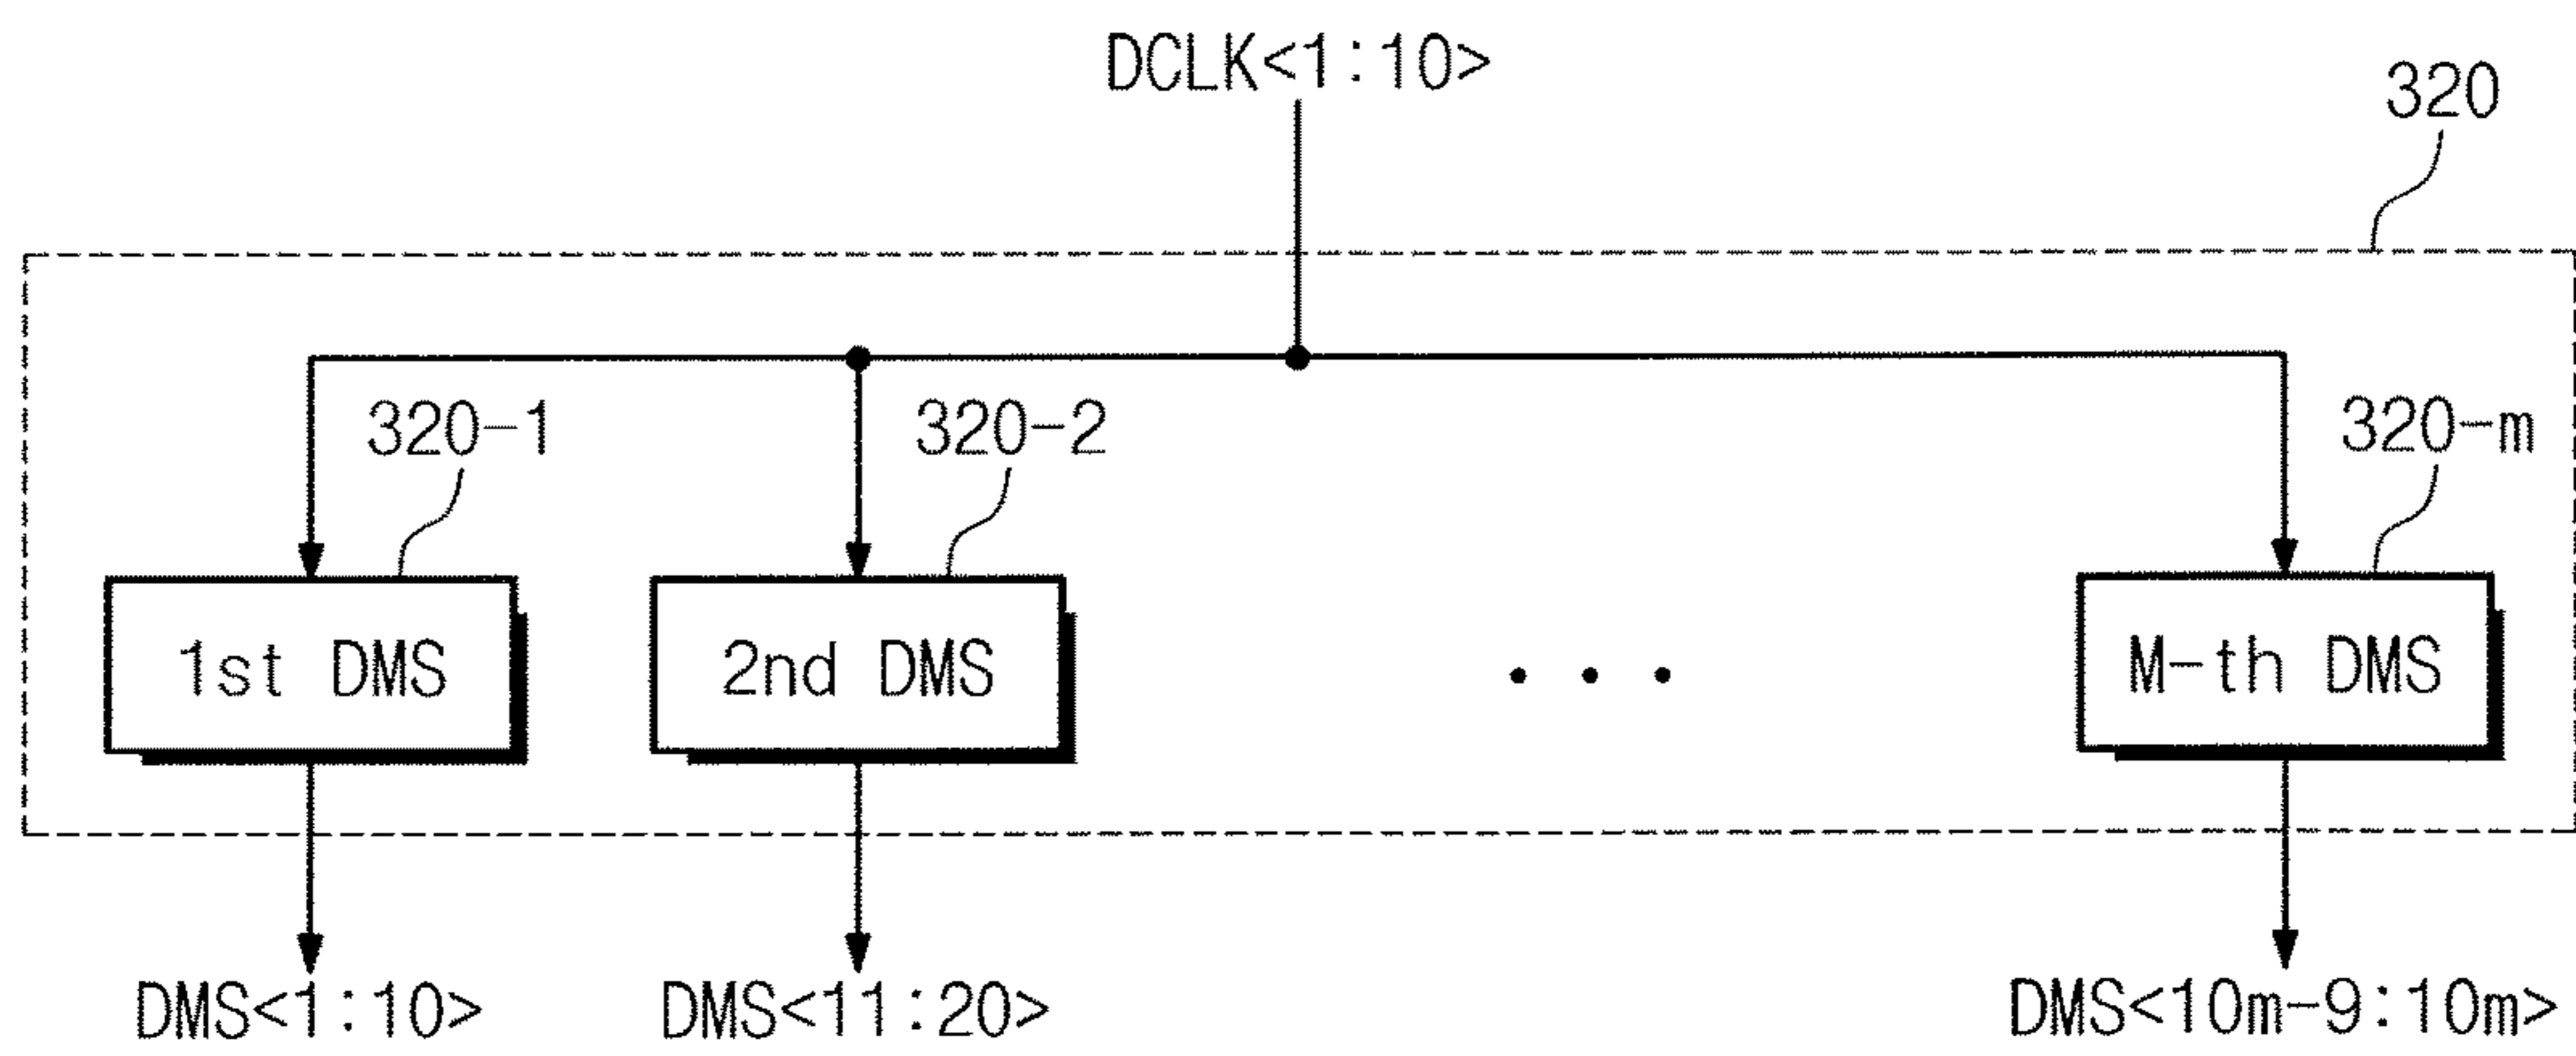 DCLK<1:10>
320
320-1
320-2
320-m
1st DMS
2nd DMS
M-th DMS
DMS<1:10>
DMS<11:20>
DMS<10m-9:10m>